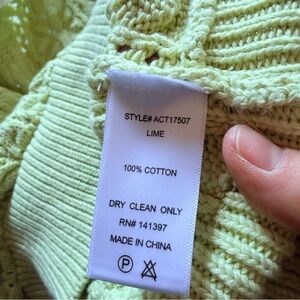 STYLE# ACT17507
LIME
100% COTTON
DRY CLEAN ONLY
RN# 141397
MADE IN CHINA
P